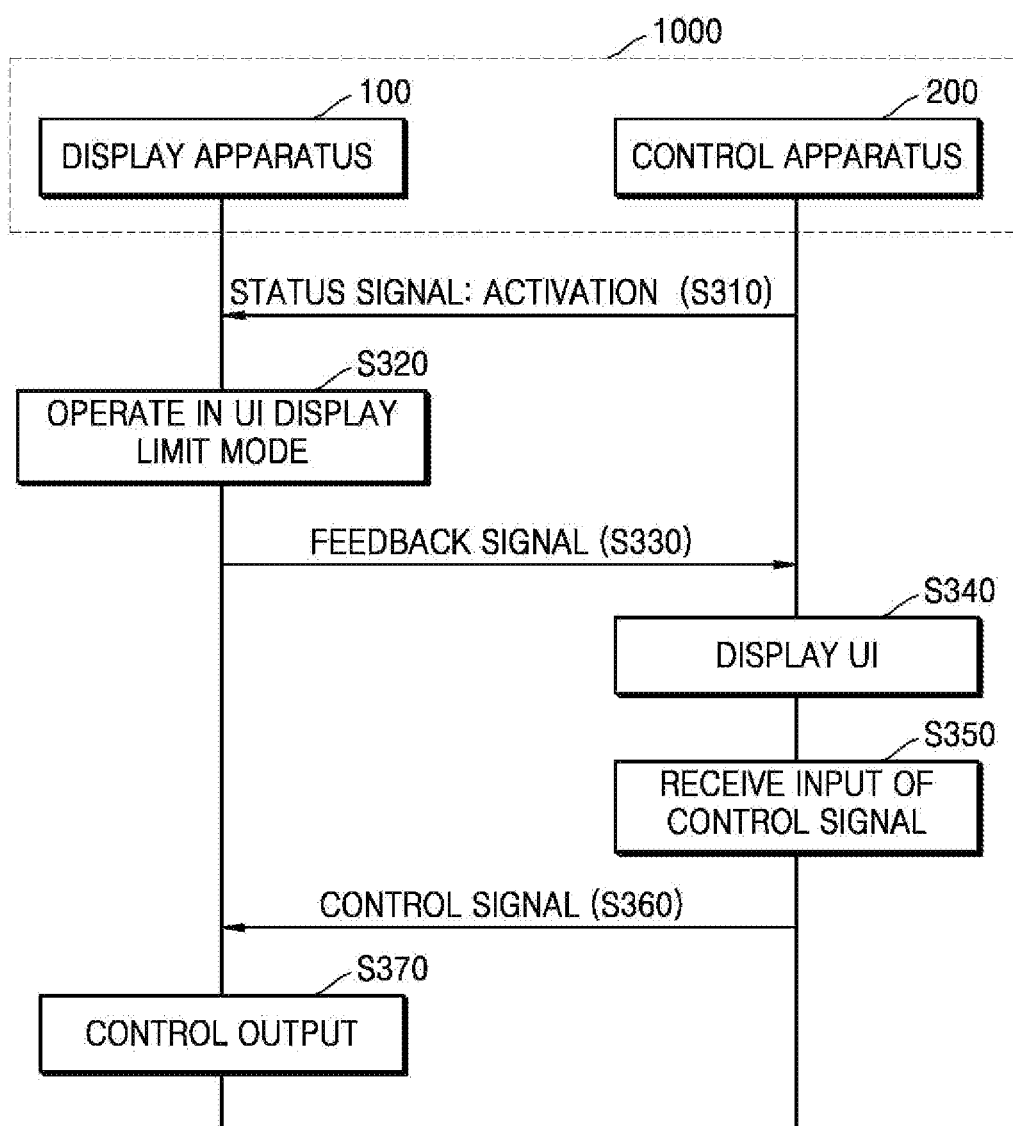 1000
100
200
DISPLAY APPARATUS
CONTROL APPARATUS
STATUS SIGNAL: ACTIVATION (S310)
S320
OPERATE IN UI DISPLAY
LIMIT MODE
FEEDBACK SIGNAL (S330)
S340
DISPLAY UI
S350
RECEIVE INPUT OF
CONTROL SIGNAL
CONTROL SIGNAL (S360)
S370
CONTROL OUTPUT